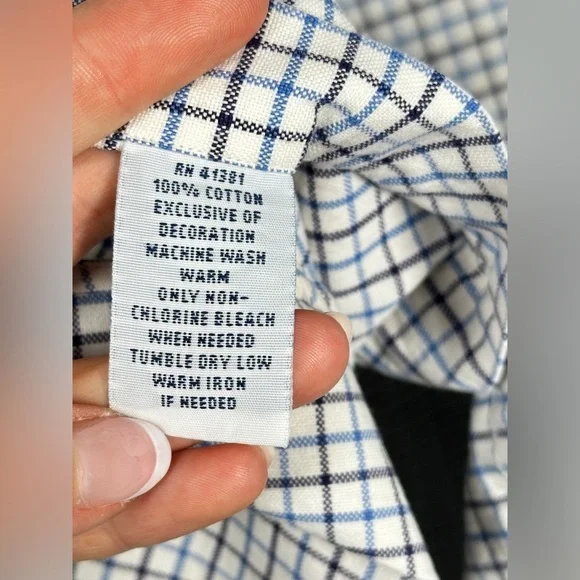 RN 41381
100% COTTON
EXCLUSIVE OF
DECORATION
MACHINE WASH
WARM
ONLY NON-
CHLORINE BLEACH
WHEN NEEDED
TUMBLE DRY LOW
WARM IRON
IF NEEDED